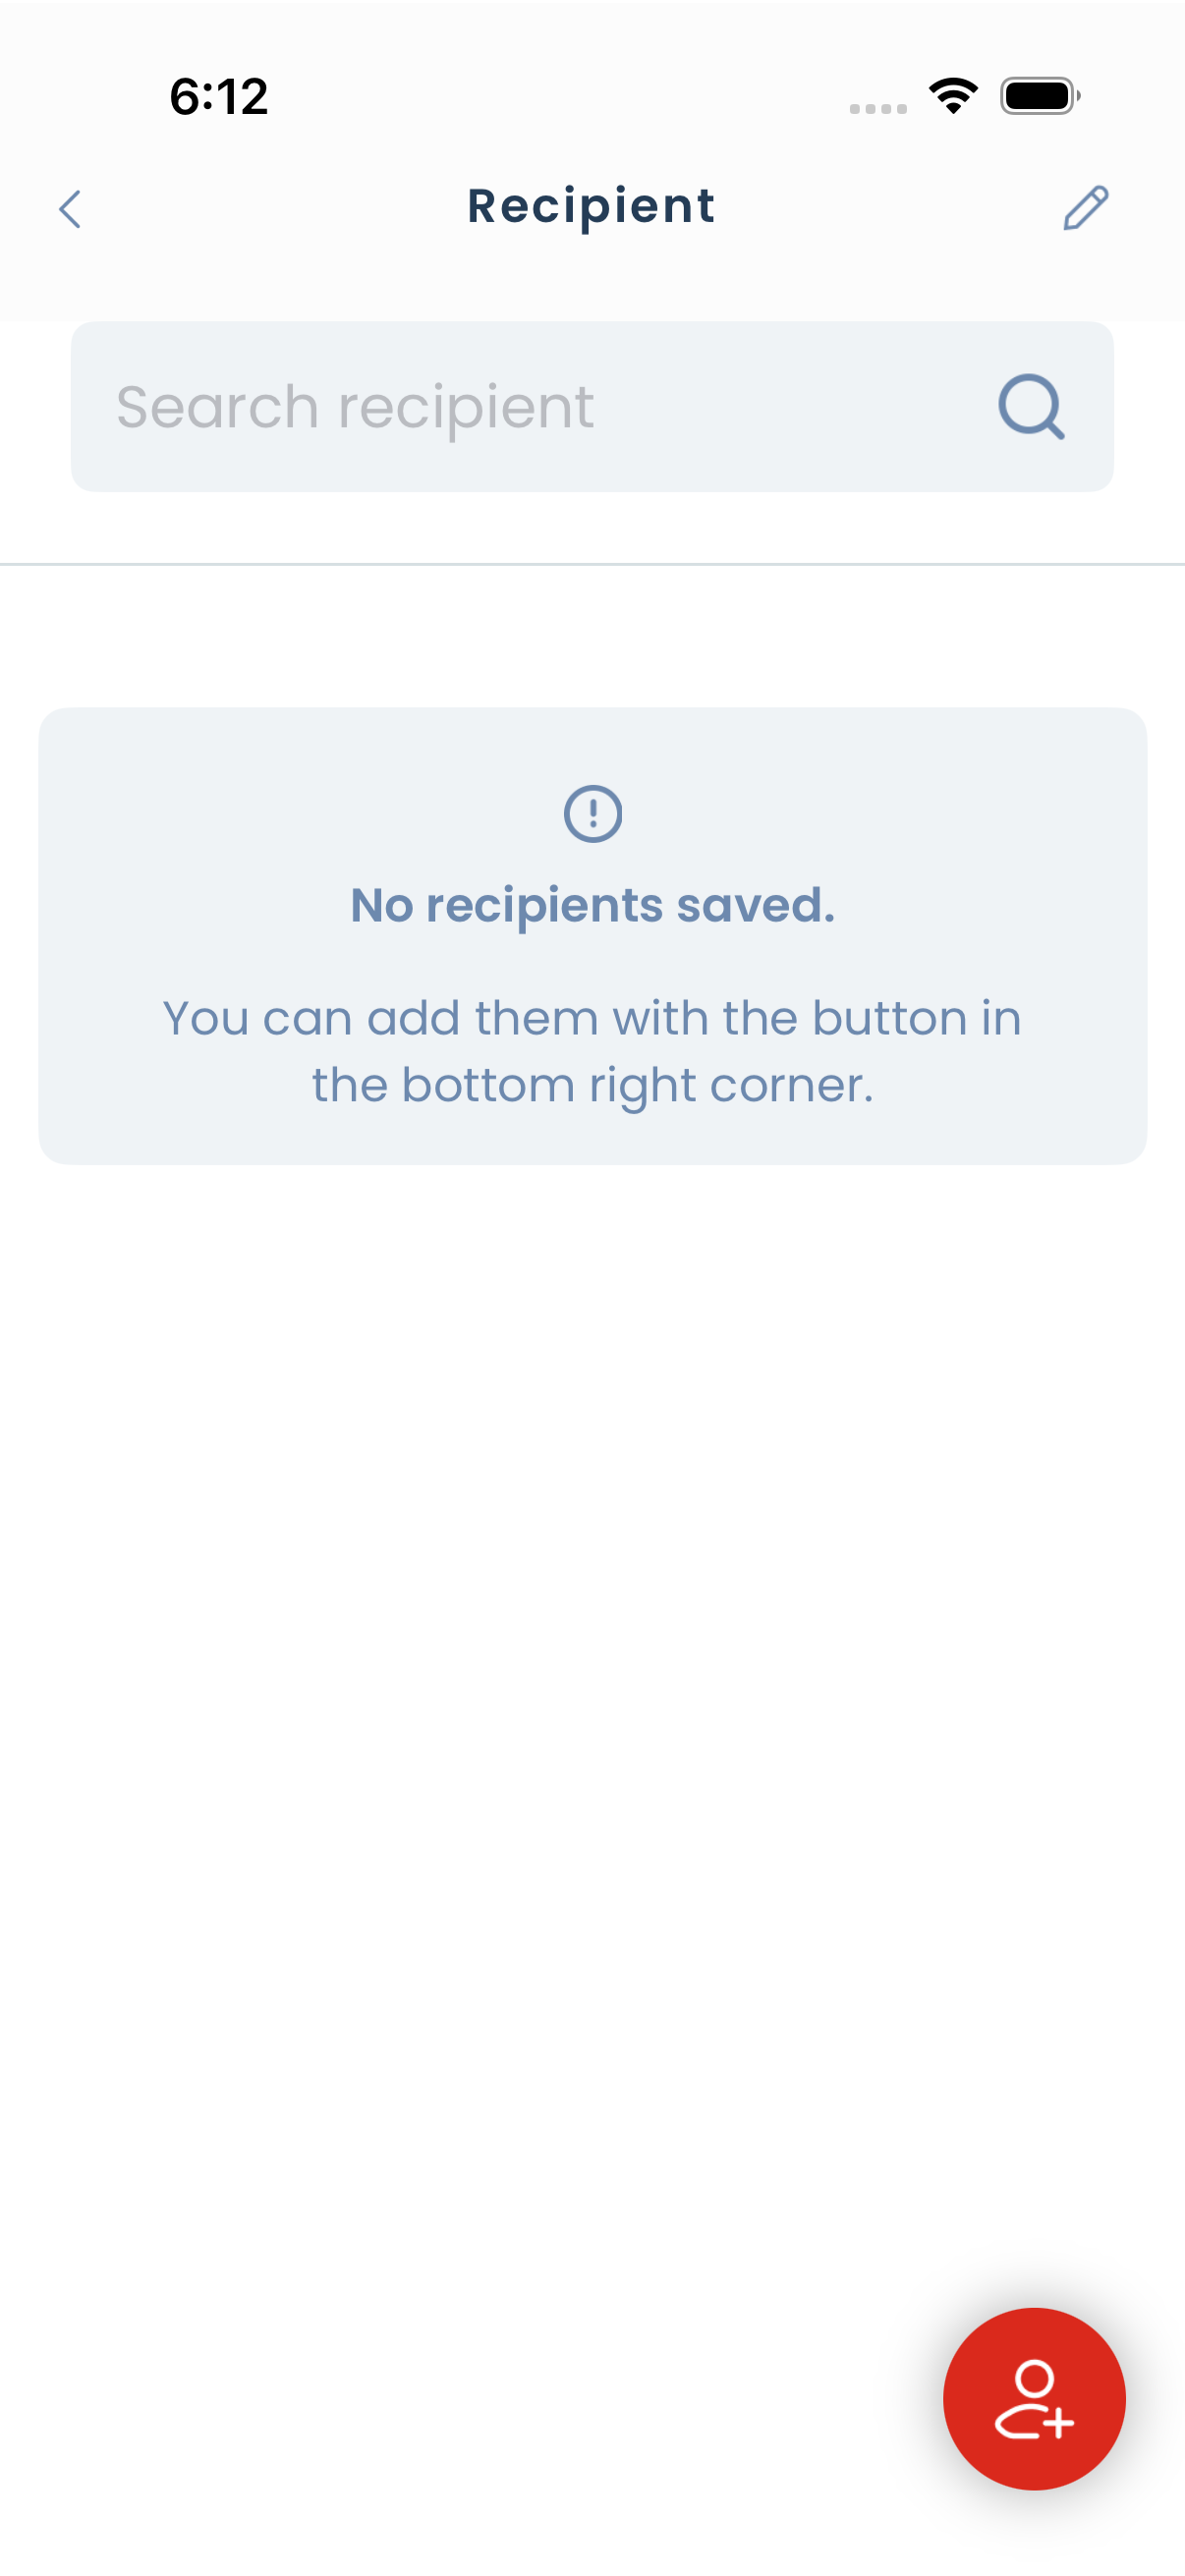 6:12
Recipient
Search recipient
No recipients saved.
You can add them with the button in
the bottom right corner.